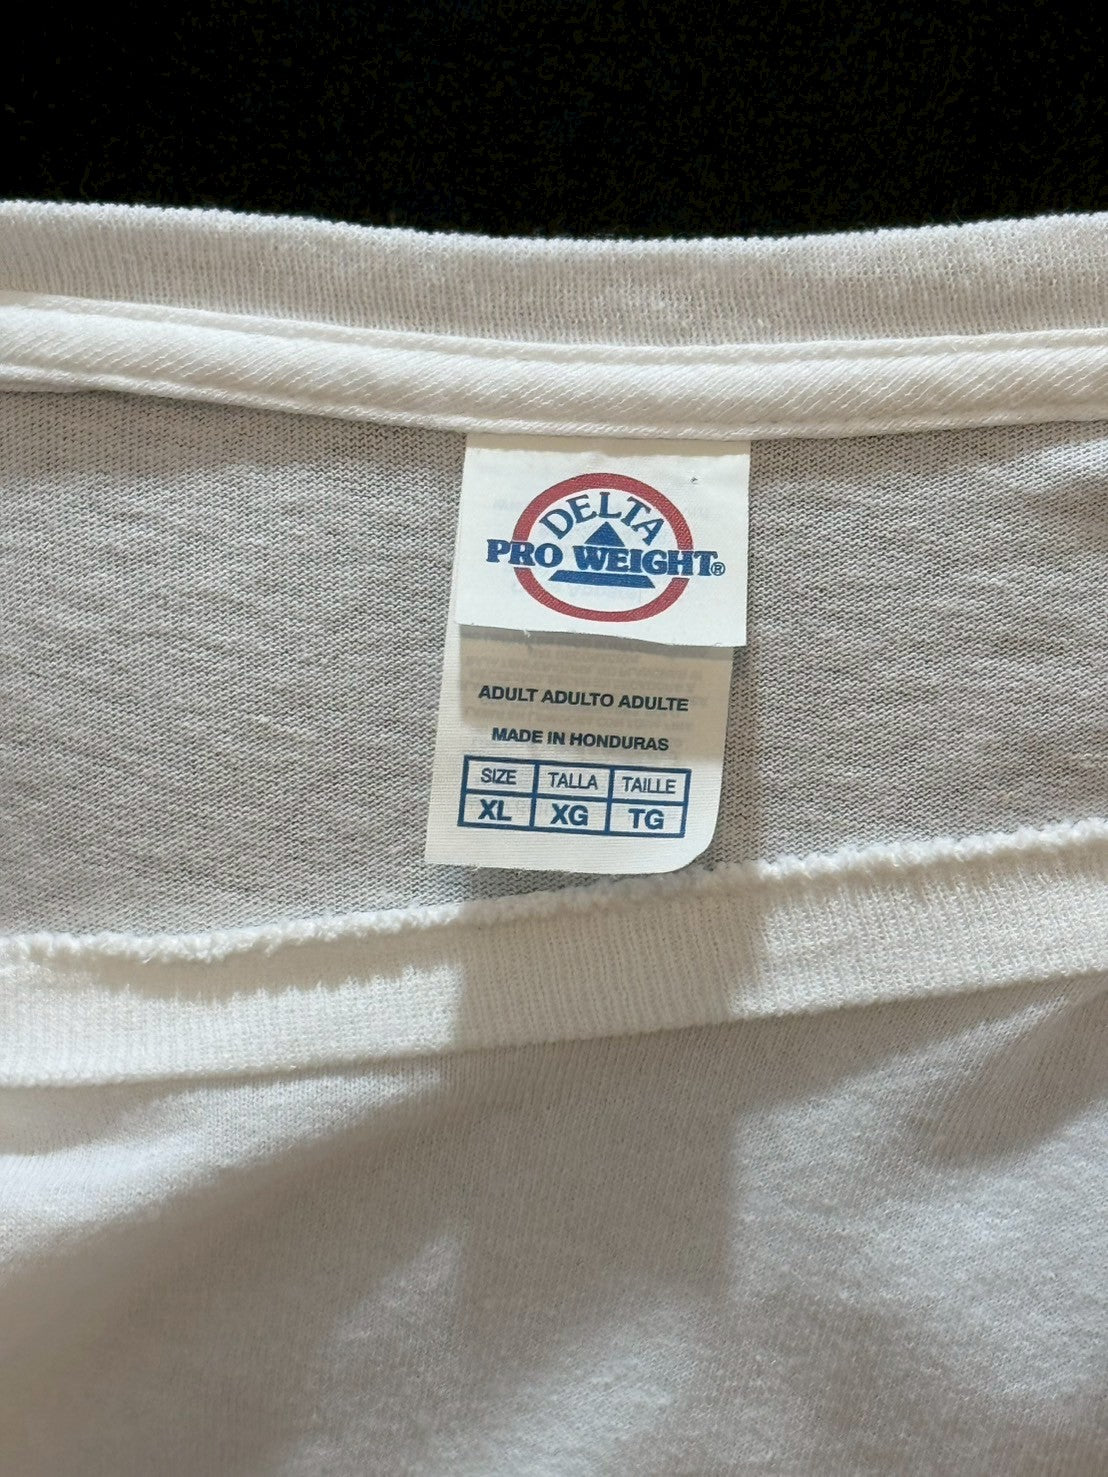 DELTA
PRO WEIGHT®
ADULT ADULTO ADULTE
MADE IN HONDURAS
SIZE TALLA TAILLE
XL XG TG